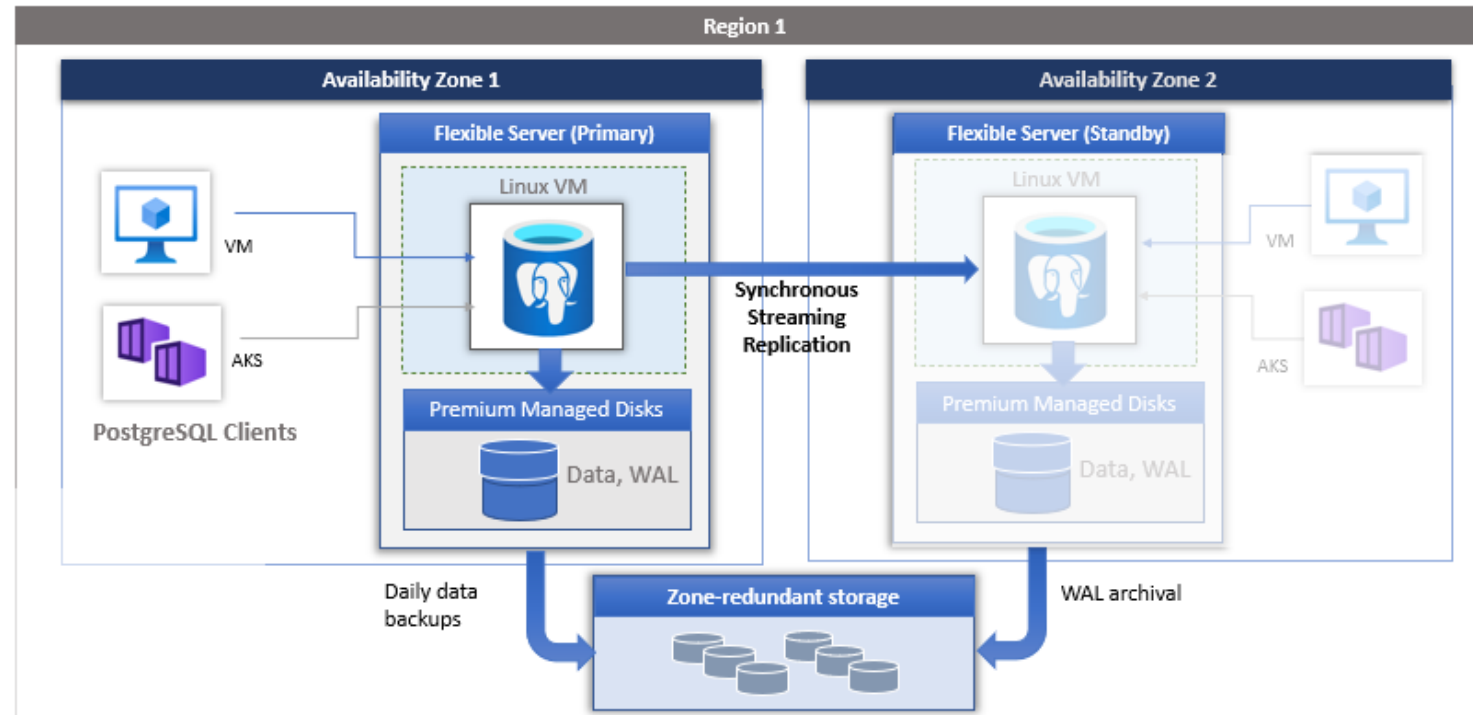 Region 1
Availability Zone 1
Availability Zone 2
Flexible Server (Primary)
Flexible Server (Standby)
Linux VM
Linux VM
VM
VM
Synchronous
Streaming
Replication
AKS
AKS
PostgreSQL Clients
Premium Managed Disks
Premium Managed Disks
Data, WAL
Data, WAL
Daily data
backups
Zone-redundant storage
WAL archival